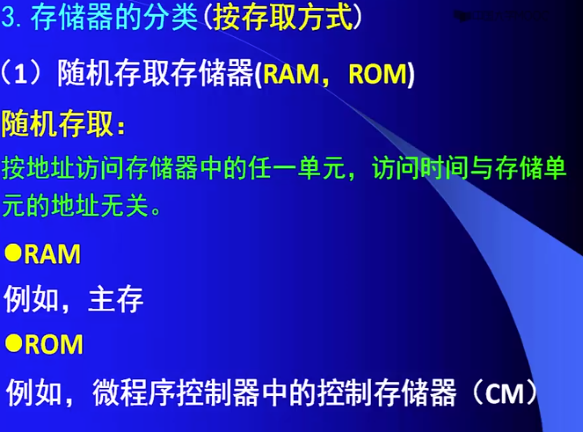 3.存储器的分类(按存取方式)
（1）随机存取存储器(RAM，ROM)
随机存取：
按地址访问存储器中的任一单元，访问时间与存储单
元的地址无关。
●RAM
例如，主存
●ROM
例如，微程序控制器中的控制存储器（CM）